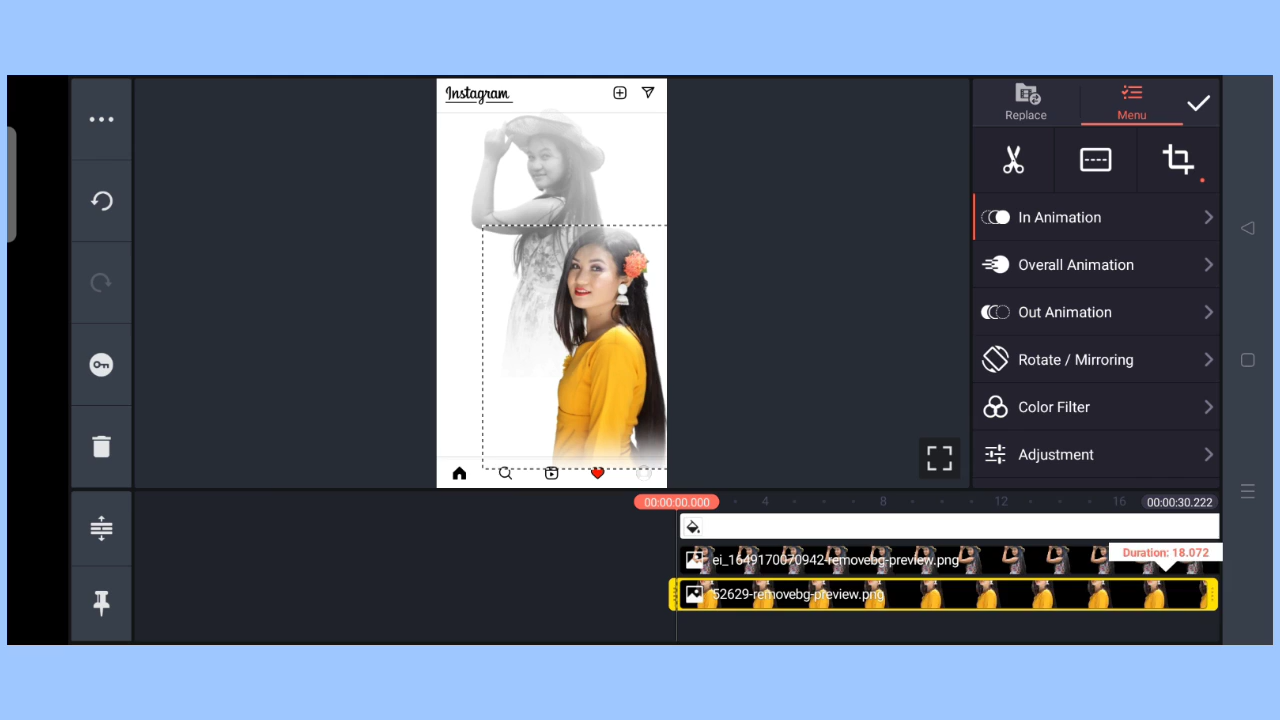 Instagram
Replace
Menu
In Animation
Overall Animation
Out Animation
Rotate / Mirroring
Color Filter
Adjustment
00:00:00.000
4
8
12
16
00:00:30.222
ei_1649170070942-removebg-preview.png
Duration: 18.072
52629-removebg-preview.png